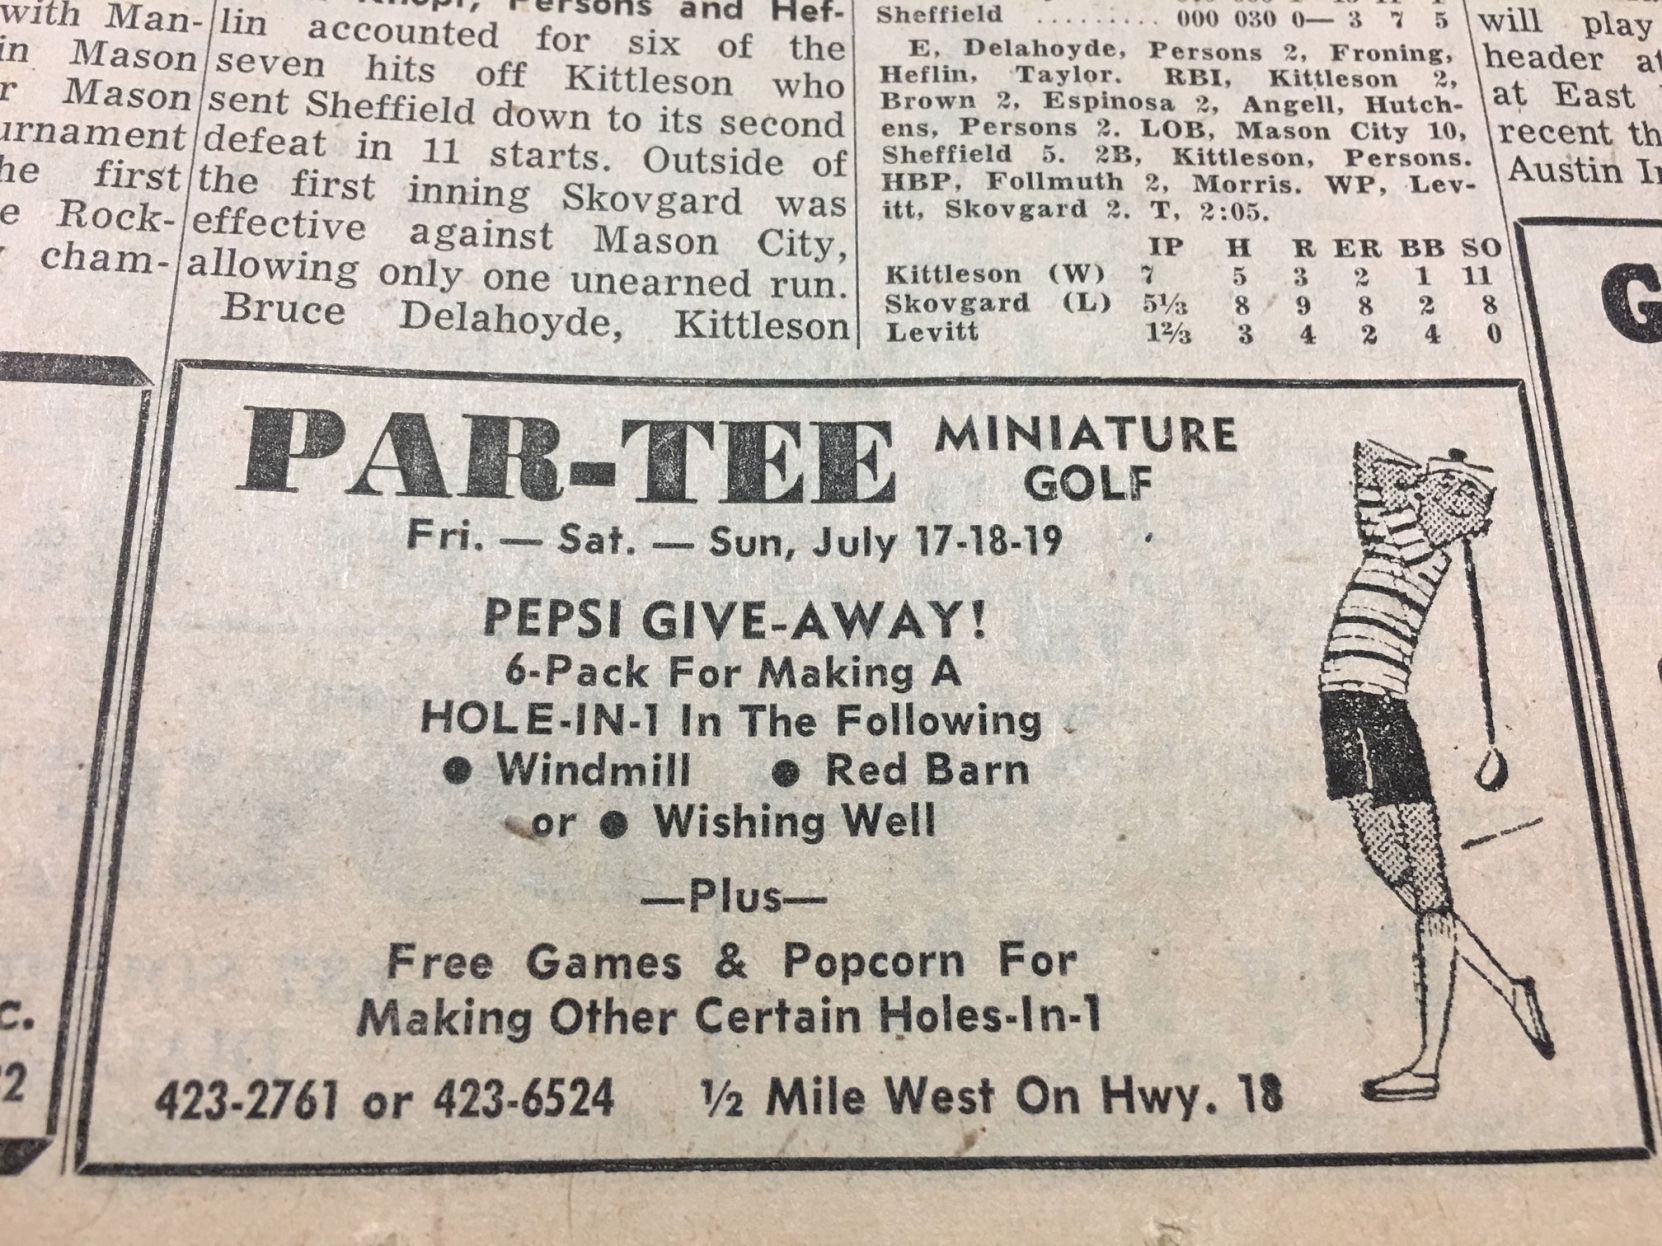 with Man-
in Mason
r Mason
urnament
he first
e Rock-
cham-
Persons and Hef-
lin accounted for six of the
seven hits off Kittleson who
sent Sheffield down to its second
defeat in 11 starts. Outside of
the first inning Skovgard was
effective against Mason City,
allowing only one unearned run.
Bruce Delahoyde, Kittleson
Sheffield ......... 000 030 0— 3 7 5
E, Delahoyde, Persons 2, Froning,
Heflin, Taylor. RBI, Kittleson 2,
Brown 2, Espinosa 2, Angell, Hutch-
ens, Persons 2. LOB, Mason City 10,
Sheffield 5. 2B, Kittleson, Persons.
HBP, Follmuth 2, Morris. WP, Lev-
itt, Skovgard 2. T, 2:05.
IP H R ER BB SO
Kittleson (W) 7 5 3 2 1 11
Skovgard (L) 5⅓ 8 9 8 2 8
Levitt 1⅔ 3 4 2 4 0
will play
header at
at East
recent th
Austin In
G
c.
2
PAR-TEE MINIATURE
GOLF
Fri. — Sat. — Sun, July 17-18-19
PEPSI GIVE-AWAY!
6-Pack For Making A
HOLE-IN-1 In The Following
● Windmill ● Red Barn
or ● Wishing Well
—Plus—
Free Games & Popcorn For
Making Other Certain Holes-In-1
423-2761 or 423-6524 ½ Mile West On Hwy. 18